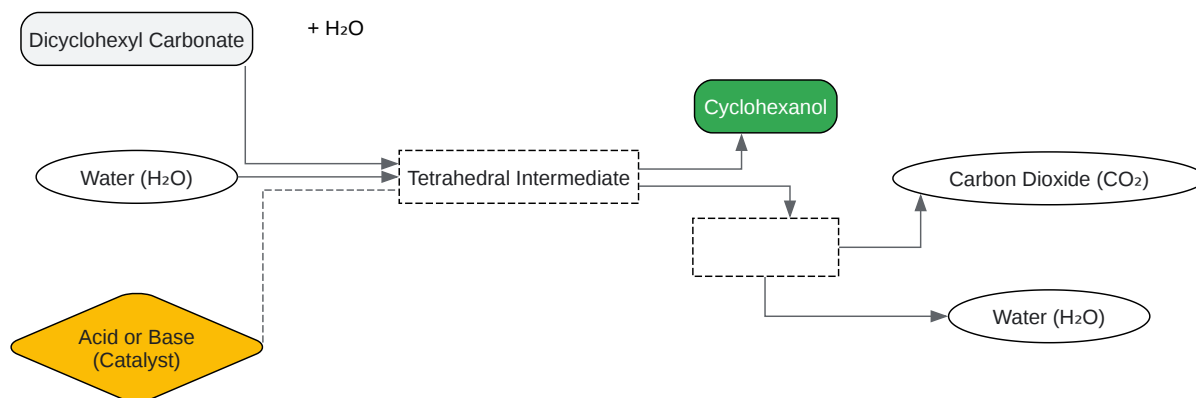 Dicyclohexyl Carbonate
+ H₂O
Cyclohexanol
Water (H₂O)
Tetrahedral Intermediate
Carbon Dioxide (CO₂)
Water (H₂O)
Acid or Base
(Catalyst)